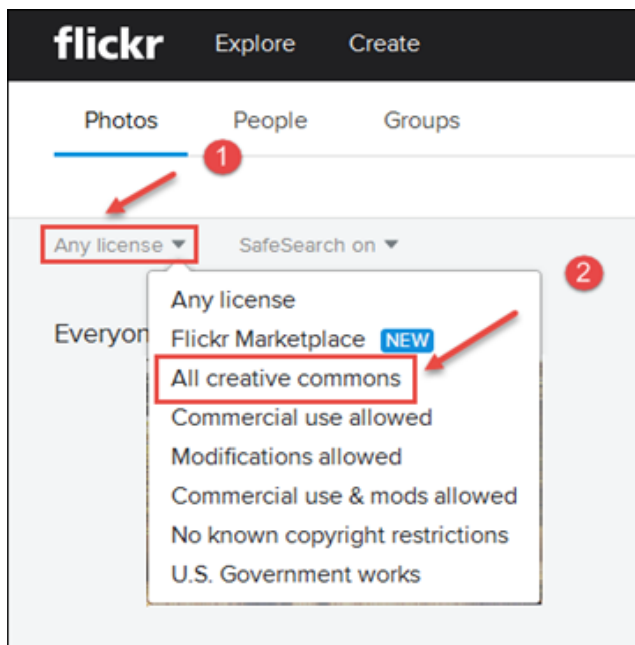 flickr Explore Create
Photos People Groups
1
Any license SafeSearch on
2
Any license
Everyon
Flickr Marketplace NEW
All creative commons
Commercial use allowed
Modifications allowed
Commercial use & mods allowed
No known copyright restrictions
U.S. Government works